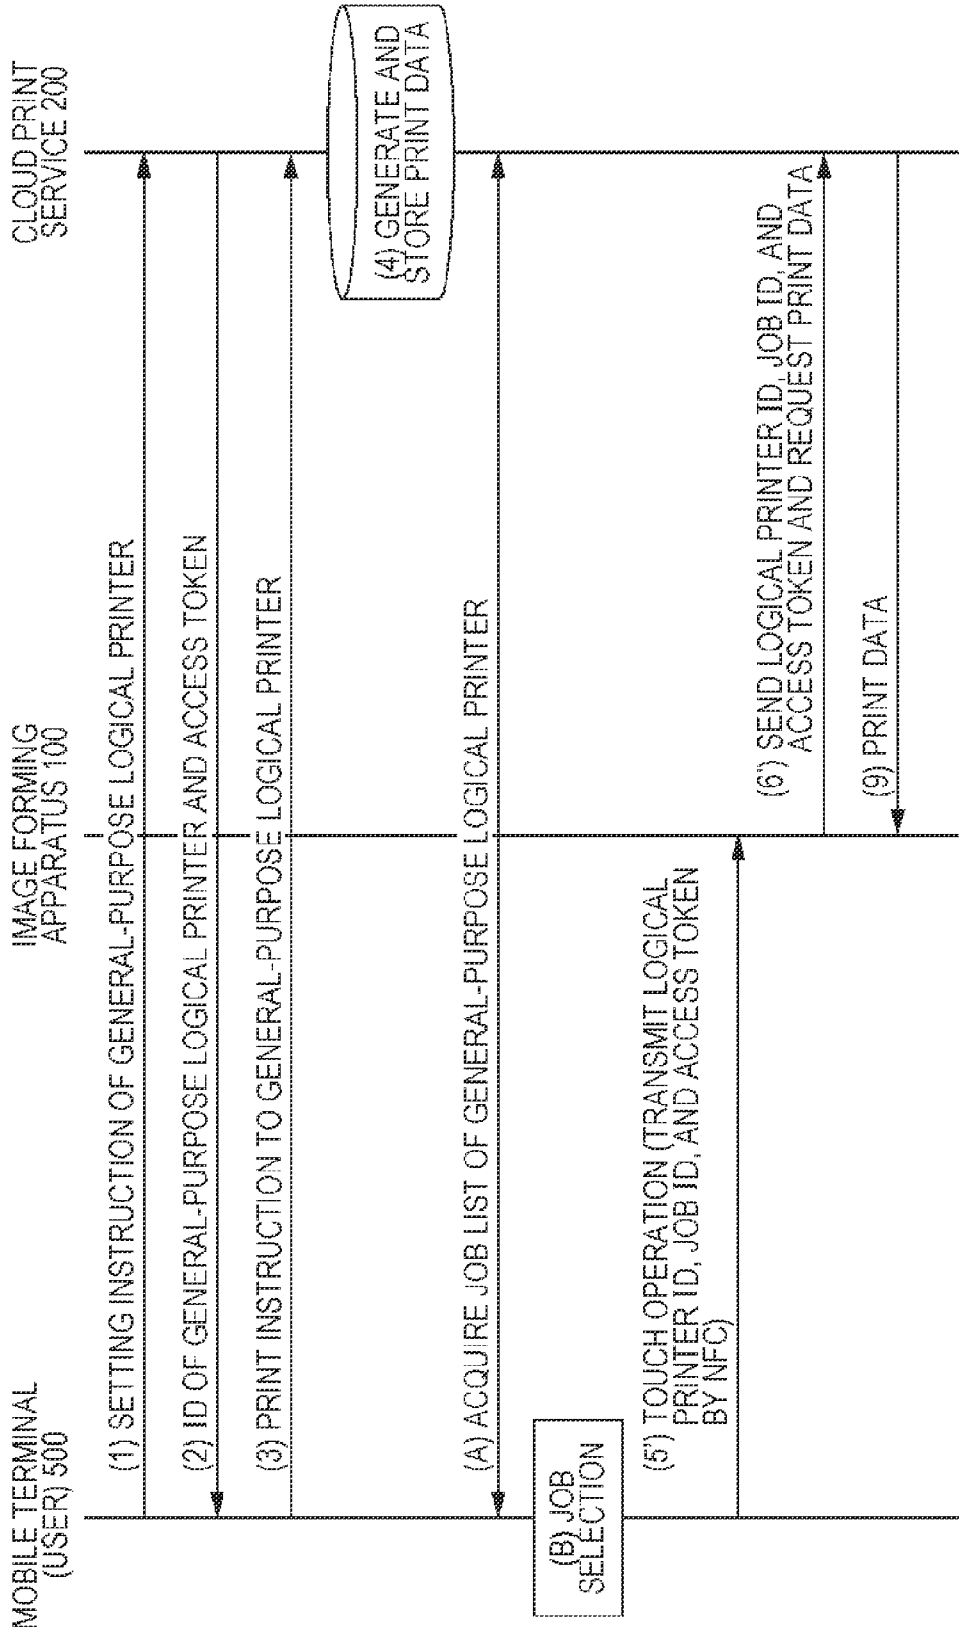 MOBILE TERMINAL
(USER) 500
IMAGE FORMING
APPARATUS 100
CLOUD PRINT
SERVICE 200
(1) SETTING INSTRUCTION OF GENERAL-PURPOSE LOGICAL PRINTER
(2) ID OF GENERAL-PURPOSE LOGICAL PRINTER AND ACCESS TOKEN
(3) PRINT INSTRUCTION TO GENERAL-PURPOSE LOGICAL PRINTER
(4) GENERATE AND
STORE PRINT DATA
(A) ACQUIRE JOB LIST OF GENERAL-PURPOSE LOGICAL PRINTER
(B) JOB
SELECTION
(5') TOUCH OPERATION (TRANSMIT LOGICAL
PRINTER ID, JOB ID, AND ACCESS TOKEN
BY NFC)
(6') SEND LOGICAL PRINTER ID, JOB ID, AND
ACCESS TOKEN AND REQUEST PRINT DATA
(9) PRINT DATA